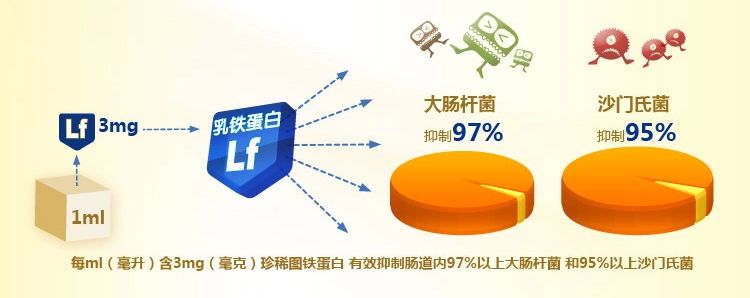 大肠杆菌
抑制97%
沙门氏菌
抑制95%
Lf 3mg
乳铁蛋白
Lf
1ml
每ml（毫升）含3mg（毫克）珍稀图铁蛋白 有效抑制肠道内97%以上大肠杆菌 和95%以上沙门氏菌